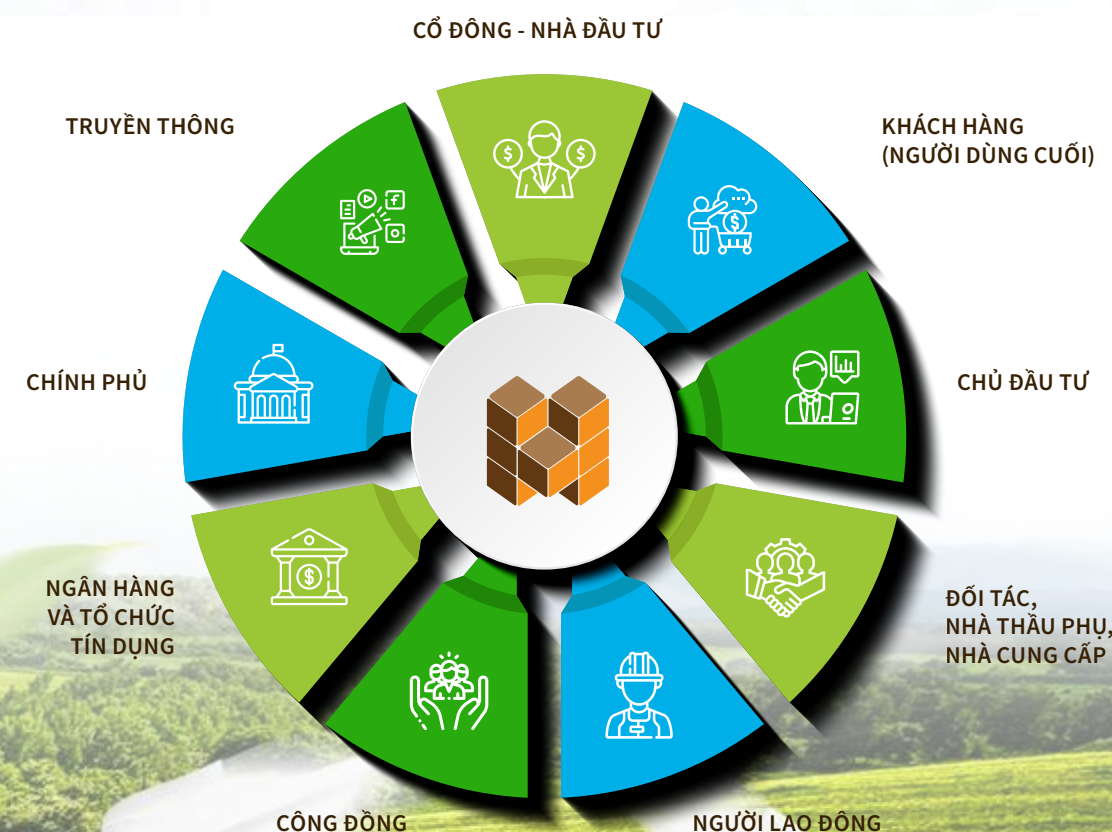 CỔ ĐÔNG - NHÀ ĐẦU TƯ
TRUYỀN THÔNG
KHÁCH HÀNG
(NGƯỜI DÙNG CUỐI)
CHÍNH PHỦ
CHỦ ĐẦU TƯ
NGÂN HÀNG
VÀ TỔ CHỨC
TÍN DỤNG
ĐỐI TÁC,
NHÀ THẦU PHỤ,
NHÀ CUNG CẤP
CỘNG ĐỒNG
NGƯỜI LAO ĐỘNG